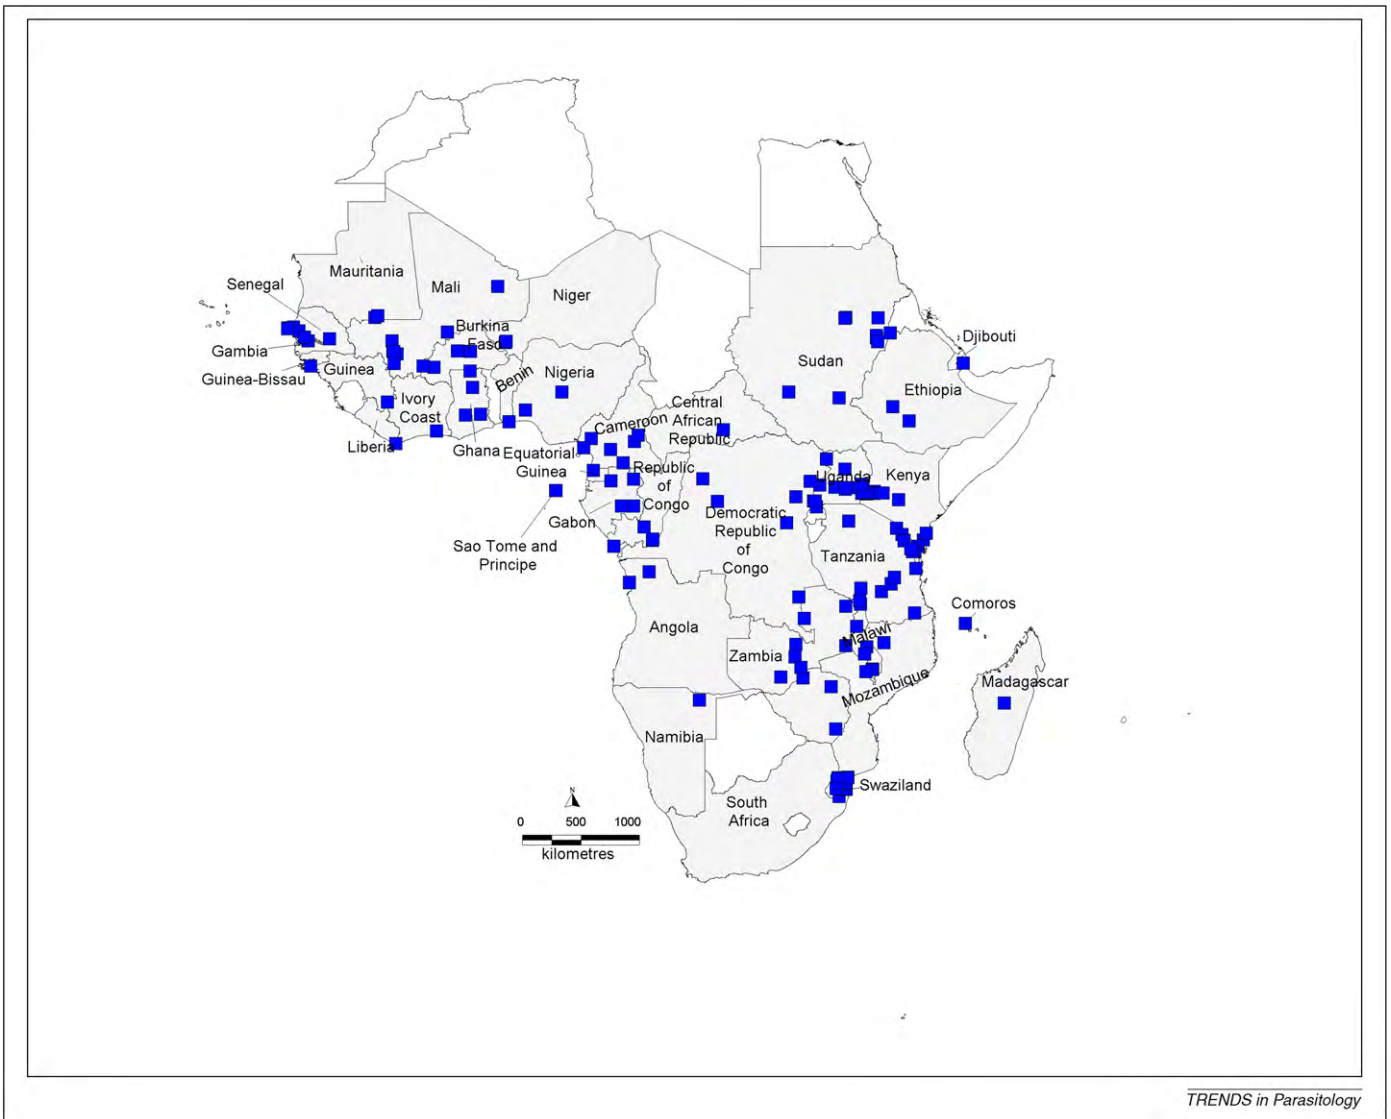 Mauritania
Senegal
Mali
Niger
Burkina
Faso
Djibouti
Gambia
Sudan
Guinea-Bissau
Guinea
Benin
Nigeria
Ethiopia
Ivory
Coast
Central
African
Republic
Cameroon
Liberia
Ghana
Equatorial
Guinea
Republic
of
Congo
Uganda
Kenya
Gabon
Democratic
Republic
of
Congo
Sao Tome and
Principe
Tanzania
Comoros
Angola
Malawi
Zambia
Mozambique
Madagascar
Namibia
Swaziland
South
Africa
N
0 500 1000
kilometres
TRENDS in Parasitology